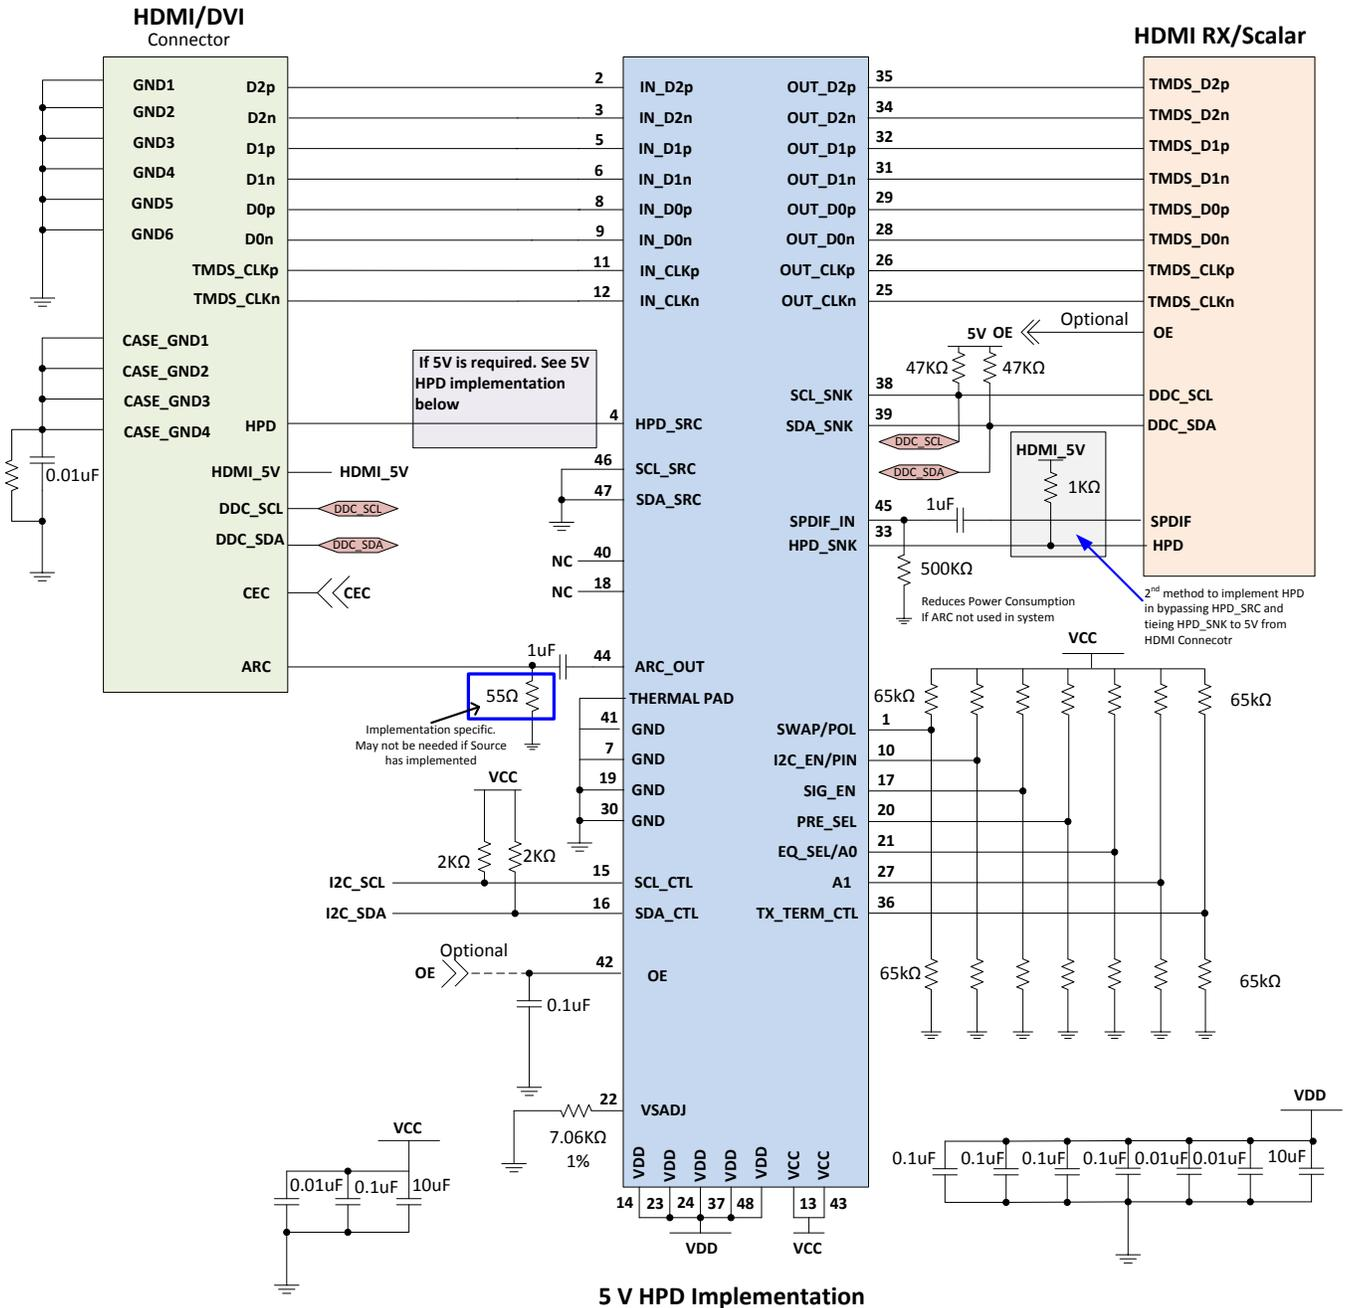 HDMI/DVI
Connector
HDMI RX/Scalar
GND1
GND2
GND3
GND4
GND5
GND6
CASE_GND1
CASE_GND2
CASE_GND3
CASE_GND4
0.01uF
D2p
D2n
D1p
D1n
D0p
D0n
TMDS_CLKp
TMDS_CLKn
HPD
HDMI_5V
HDMI_5V
DDC_SCL
DDC_SCL
DDC_SDA
DDC_SDA
CEC
CEC
ARC
If 5V is required. See 5V
HPD implementation
below
2
IN_D2p
3
IN_D2n
5
IN_D1p
6
IN_D1n
8
IN_D0p
9
IN_D0n
11
IN_CLKp
12
IN_CLKn
4
HPD_SRC
46
SCL_SRC
47
SDA_SRC
NC
40
NC
18
1uF
44
ARC_OUT
55Ω
Implementation specific.
May not be needed if Source
has implemented
THERMAL PAD
41
GND
7
GND
19
GND
30
GND
VCC
2KΩ
2KΩ
I2C_SCL
15
SCL_CTL
I2C_SDA
16
SDA_CTL
Optional
OE
42
OE
0.1uF
22
VSADJ
7.06KΩ
1%
VCC
0.01uF
0.1uF
10uF
OUT_D2p
35
TMDS_D2p
OUT_D2n
34
TMDS_D2n
OUT_D1p
32
TMDS_D1p
OUT_D1n
31
TMDS_D1n
OUT_D0p
29
TMDS_D0p
OUT_D0n
28
TMDS_D0n
OUT_CLKp
26
TMDS_CLKp
OUT_CLKn
25
TMDS_CLKn
5V
OE
Optional
OE
47KΩ
47KΩ
SCL_SNK
38
DDC_SCL
SDA_SNK
39
DDC_SDA
DDC_SCL
DDC_SDA
HDMI_5V
1KΩ
SPDIF_IN
45
1uF
SPDIF
HPD_SNK
33
HPD
500KΩ
Reduces Power Consumption
If ARC not used in system
2nd method to implement HPD
in bypassing HPD_SRC and
tieing HPD_SNK to 5V from
HDMI Connecotr
VCC
65kΩ
65kΩ
SWAP/POL
1
I2C_EN/PIN
10
SIG_EN
17
PRE_SEL
20
EQ_SEL/A0
21
A1
27
TX_TERM_CTL
36
65kΩ
65kΩ
VDD
VDD
VDD
VDD
VDD
VCC
VCC
14
23
24
37
48
13
43
VDD
VCC
VDD
0.1uF
0.1uF
0.1uF
0.1uF
0.01uF
0.01uF
10uF
5 V HPD Implementation